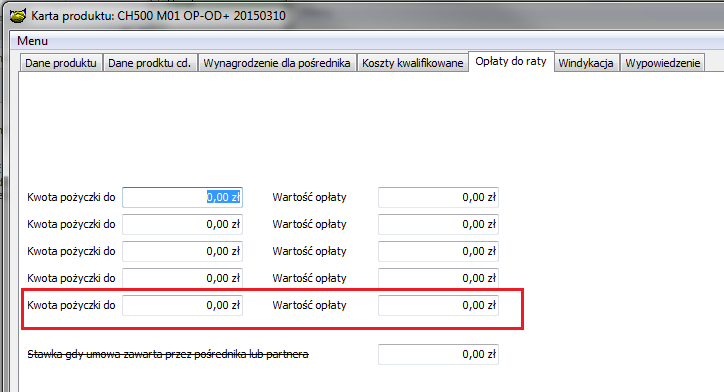 Karta produktu: CH500 M01 OP-OD+ 20150310
Menu
Dane produktu Dane prodktu cd. Wynagrodzenie dla pośrednika Koszty kwalifikowane Opłaty do raty Windykacja Wypowiedzenie
Kwota pożyczki do 0,00 zł Wartość opłaty 0,00 zł
Kwota pożyczki do 0,00 zł Wartość opłaty 0,00 zł
Kwota pożyczki do 0,00 zł Wartość opłaty 0,00 zł
Kwota pożyczki do 0,00 zł Wartość opłaty 0,00 zł
Kwota pożyczki do 0,00 zł Wartość opłaty 0,00 zł
Stawka gdy umowa zawarta przez pośrednika lub partnera 0,00 zł